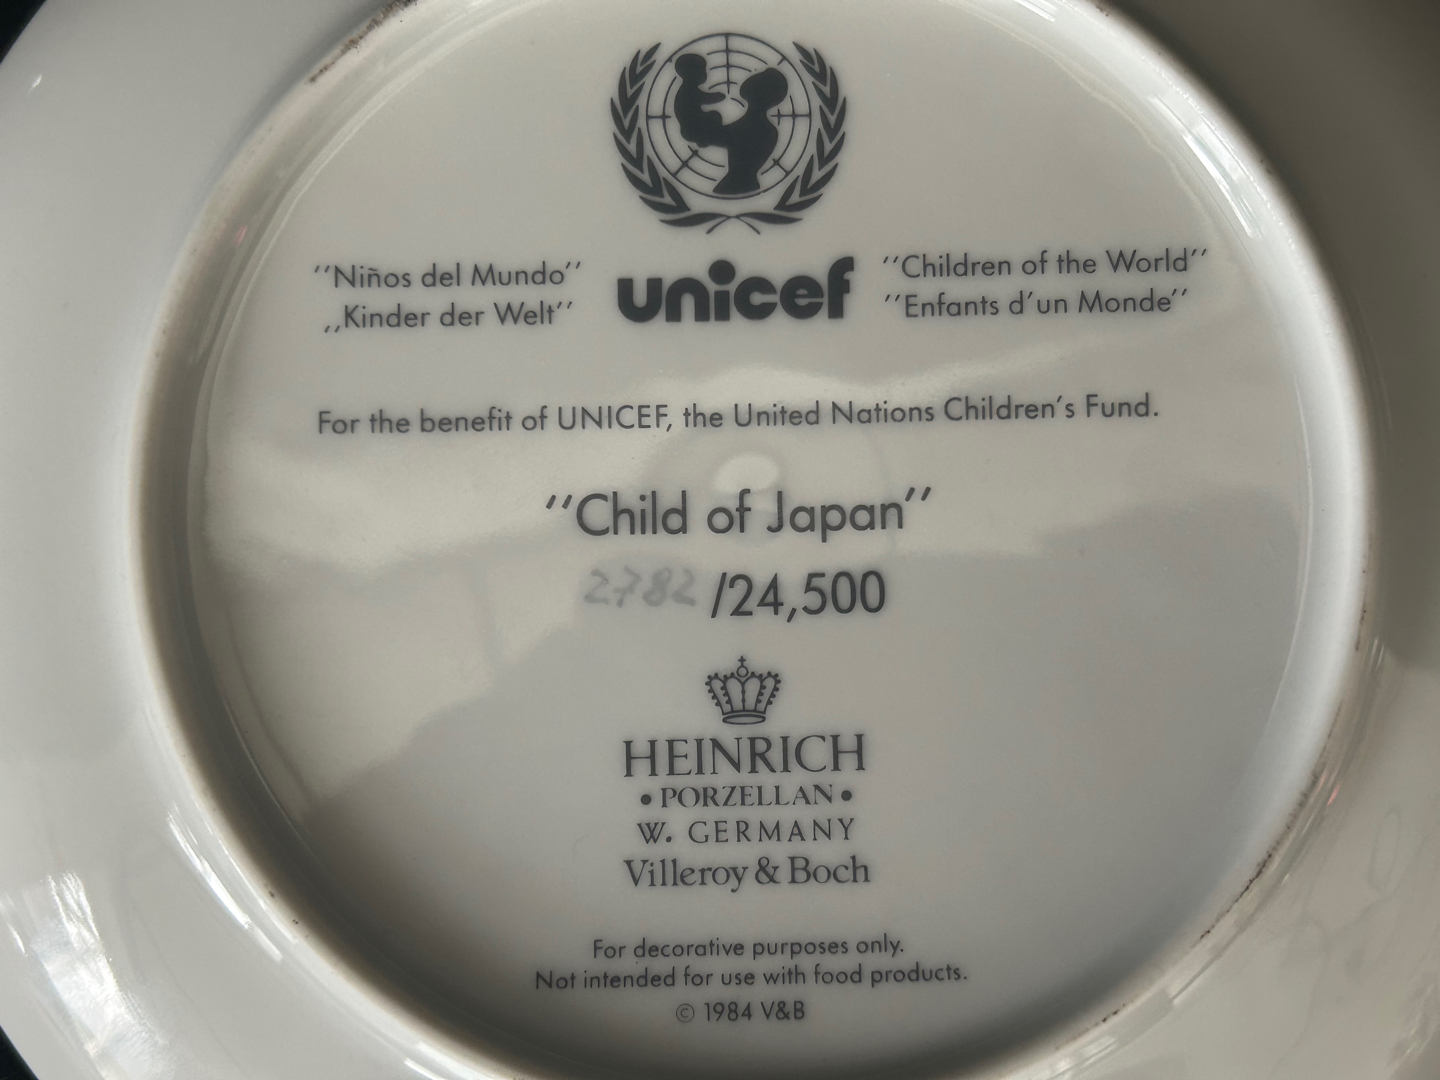 ''Niños del Mundo''
,,Kinder der Welt''
unicef
''Children of the World''
''Enfants d'un Monde''
For the benefit of UNICEF, the United Nations Children's Fund.
''Child of Japan''
2782 /24,500
HEINRICH
• PORZELLAN •
W. GERMANY
Villeroy & Boch
For decorative purposes only.
Not intended for use with food products.
© 1984 V&B